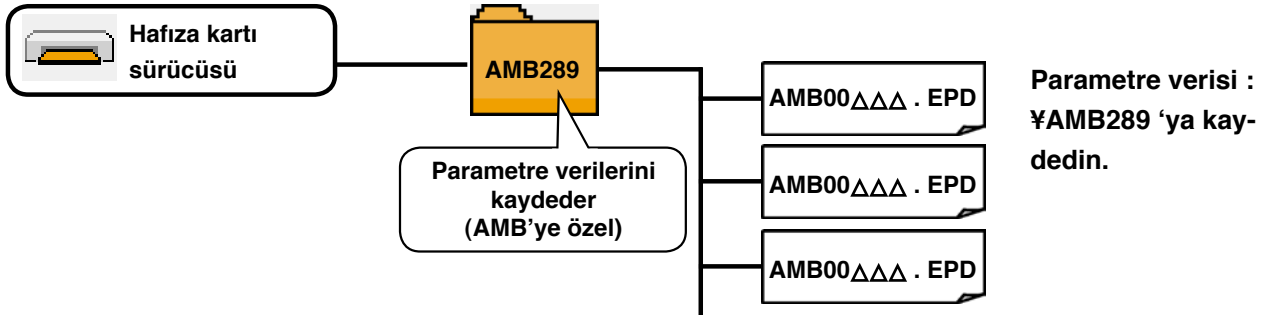 Hafıza kartı
sürücüsü
AMB289
Parametre verilerini
kaydeder
(AMB’ye özel)
AMB00△△△ . EPD
AMB00△△△ . EPD
AMB00△△△ . EPD
Parametre verisi :
¥AMB289 ‘ya kay-
dedin.